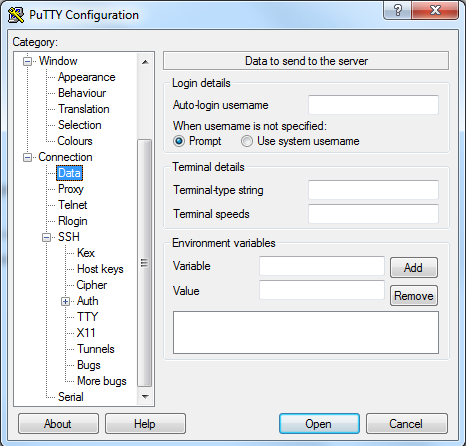 PuTTY Configuration
Category:
Window
Appearance
Behaviour
Translation
Selection
Colours
Connection
Data
Proxy
Telnet
Rlogin
SSH
Kex
Host keys
Cipher
Auth
TTY
X11
Tunnels
Bugs
More bugs
Serial
Data to send to the server
Login details
Auto-login username
When username is not specified:
Prompt Use system username
Terminal details
Terminal-type string
Terminal speeds
Environment variables
Variable Add
Value Remove
About Help Open Cancel